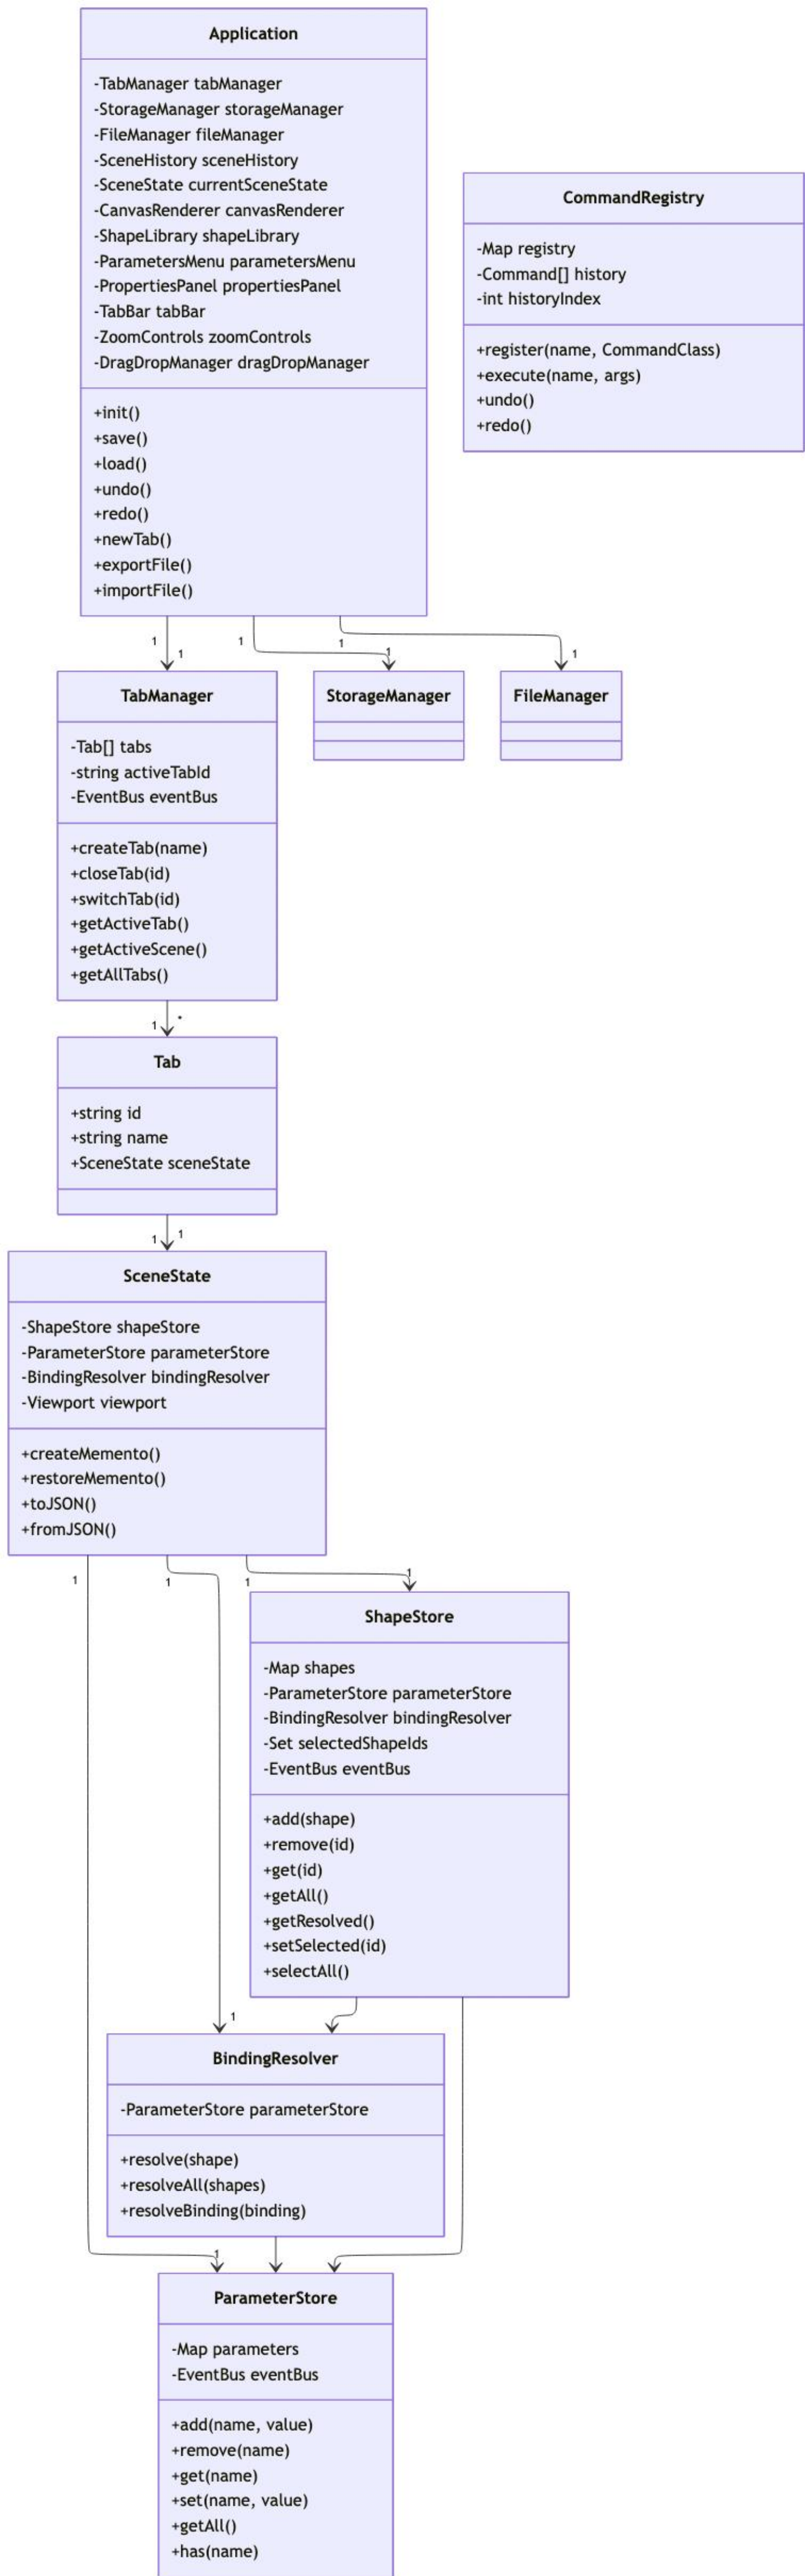 Application
-TabManager tabManager
-StorageManager storageManager
-FileManager fileManager
-SceneHistory sceneHistory
-SceneState currentSceneState
-CanvasRenderer canvasRenderer
-ShapeLibrary shapeLibrary
-ParametersMenu parametersMenu
-PropertiesPanel propertiesPanel
-TabBar tabBar
-ZoomControls zoomControls
-DragDropManager dragDropManager
+init()
+save()
+load()
+undo()
+redo()
+newTab()
+exportFile()
+importFile()
CommandRegistry
-Map registry
-Command[] history
-int historyIndex
+register(name, CommandClass)
+execute(name, args)
+undo()
+redo()
1
1
1
1
1
1
TabManager
-Tab[] tabs
-string activeTabId
-EventBus eventBus
+createTab(name)
+closeTab(id)
+switchTab(id)
+getActiveTab()
+getActiveScene()
+getAllTabs()
StorageManager
FileManager
1
*
Tab
+string id
+string name
+SceneState sceneState
1
1
SceneState
-ShapeStore shapeStore
-ParameterStore parameterStore
-BindingResolver bindingResolver
-Viewport viewport
+createMemento()
+restoreMemento()
+toJSON()
+fromJSON()
1
1
1
1
ShapeStore
-Map shapes
-ParameterStore parameterStore
-BindingResolver bindingResolver
-Set selectedShapeIds
-EventBus eventBus
+add(shape)
+remove(id)
+get(id)
+getAll()
+getResolved()
+setSelected(id)
+selectAll()
1
BindingResolver
-ParameterStore parameterStore
+resolve(shape)
+resolveAll(shapes)
+resolveBinding(binding)
1
ParameterStore
-Map parameters
-EventBus eventBus
+add(name, value)
+remove(name)
+get(name)
+set(name, value)
+getAll()
+has(name)